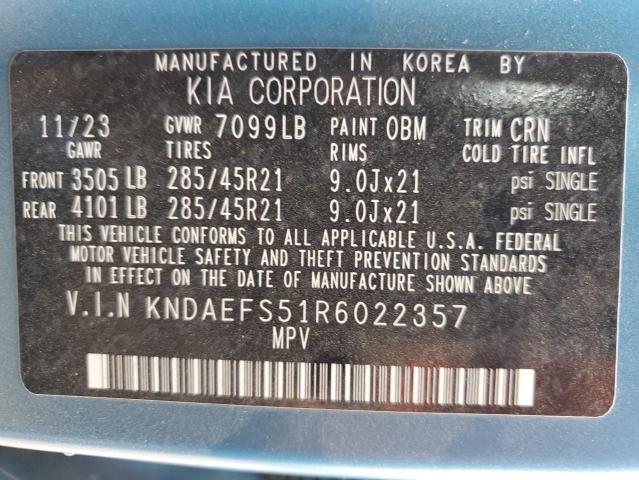 MANUFACTURED IN KOREA BY
KIA CORPORATION
11/23 GVWR 7099LB PAINT 0BM TRIM CRN
GAWR TIRES RIMS COLD TIRE INFL
FRONT 3505 LB 285/45R21 9.0Jx21 psi SINGLE
REAR 4101 LB 285/45R21 9.0Jx21 psi SINGLE
THIS VEHICLE CONFORMS TO ALL APPLICABLE U.S.A. FEDERAL
MOTOR VEHICLE SAFETY AND THEFT PREVENTION STANDARDS
IN EFFECT ON THE DATE OF MANUFACTURE SHOWN ABOVE
V.I.N KNDAEFS51R6022357
MPV